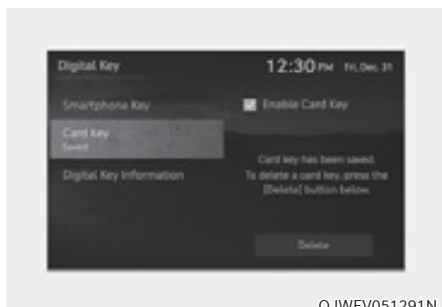 Digital Key
12:30 PM Fri, Dec. 31
Smartphone Key
Enable Card Key
Card Key
Saved
Digital Key Information
Card key has been saved.
To delete a card key, press the
[Delete] button below.
Delete
OJWEV051291N